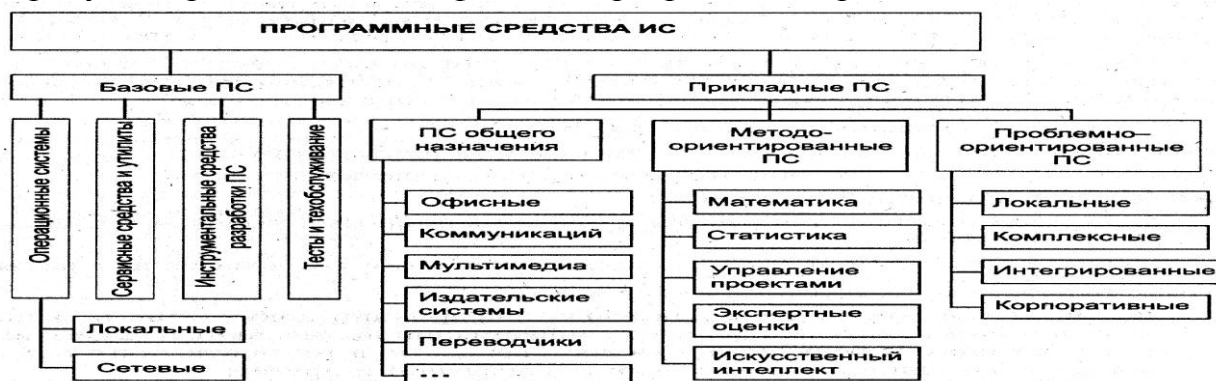 ПРОГРАММНЫЕ СРЕДСТВА ИС
Базовые ПС
Прикладные ПС
Операционные системы
Сервисные средства и утилиты
Инструментальные средства
разработки ПС
Тесты и техобслуживание
Локальные
Сетевые
ПС общего
назначения
Офисные
Коммуникаций
Мультимедиа
Издательские
системы
Переводчики
...
Методо-
ориентированные
ПС
Математика
Статистика
Управление
проектами
Экспертные
оценки
Искусственный
интеллект
Проблемно—
ориентированные
ПС
Локальные
Комплексные
Интегрированные
Корпоративные